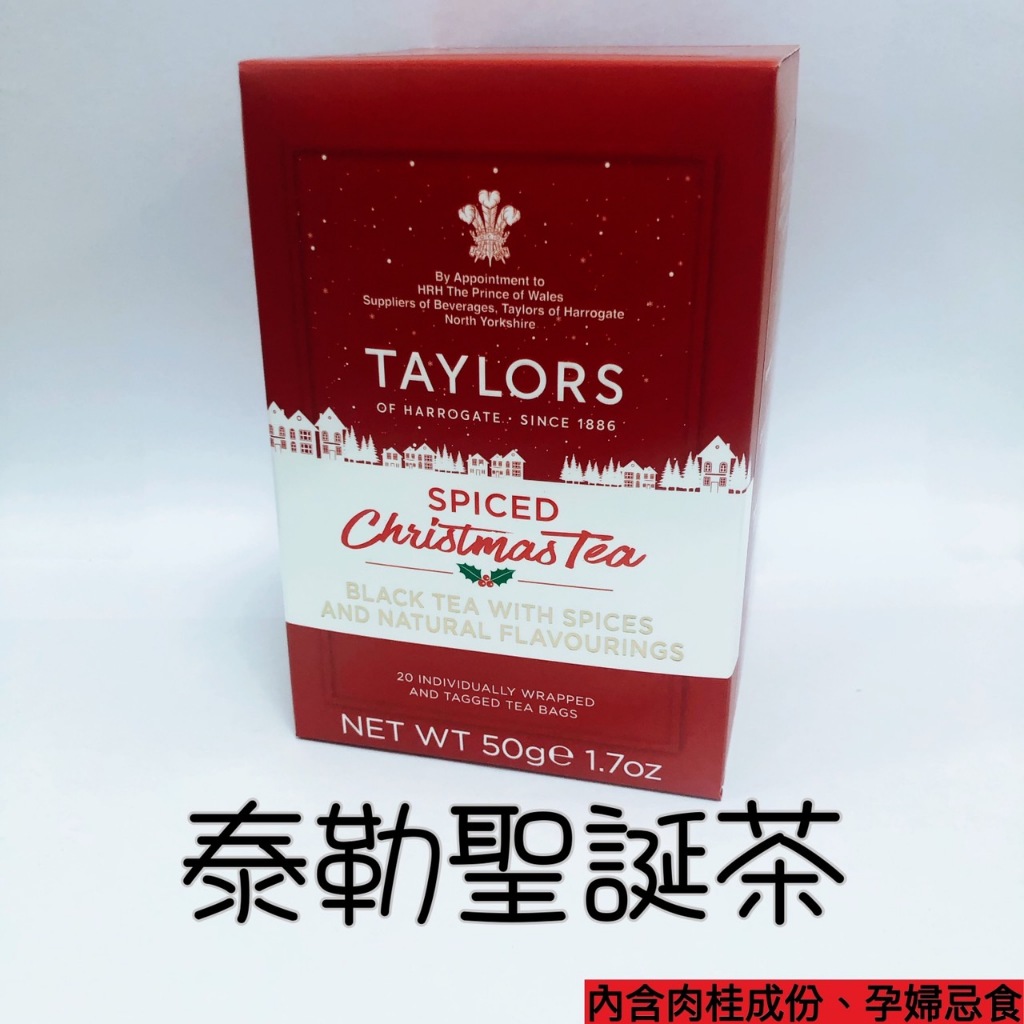 By Appointment to
HRH The Prince of Wales
Suppliers of Beverages, Taylors of Harrogate
North Yorkshire
TAYLORS
OF HARROGATE · SINCE 1886
SPICED
Christmas Tea
BLACK TEA WITH SPICES
AND NATURAL FLAVOURINGS
20 INDIVIDUALLY WRAPPED
AND TAGGED TEA BAGS
NET WT 50g℮ 1.7oz
泰勒聖誕茶
內含肉桂成份、孕婦忌食